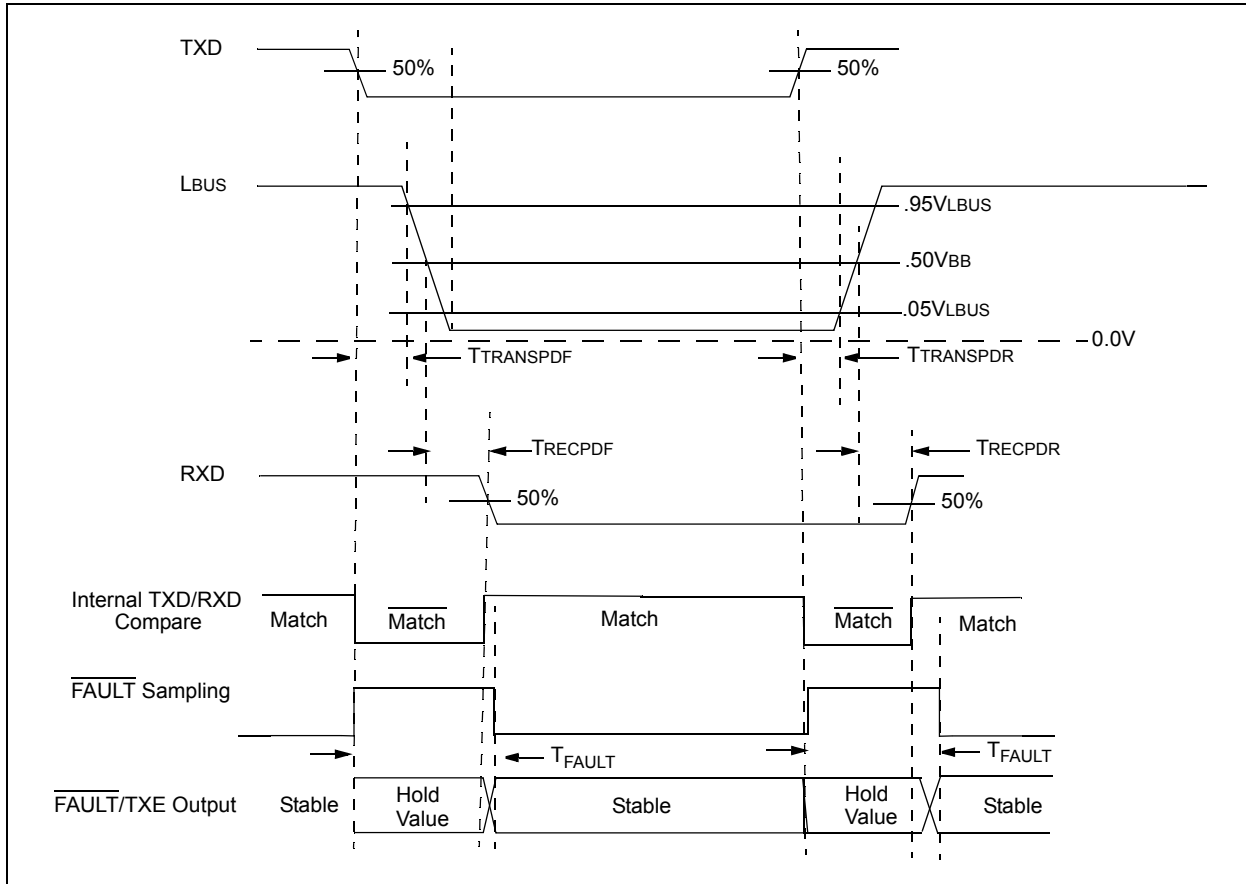 TXD
50%
50%
LBUS
.95VLBUS
.50VBB
.05VLBUS
0.0V
TTRANSPDF
TTRANSPDR
TRECPDF
TRECPDR
RXD
50%
50%
Internal TXD/RXD
Compare
Match
Match
Match
Match
Match
FAULT Sampling
TFAULT
TFAULT
FAULT/TXE Output
Stable
Hold
Value
Stable
Hold
Value
Stable